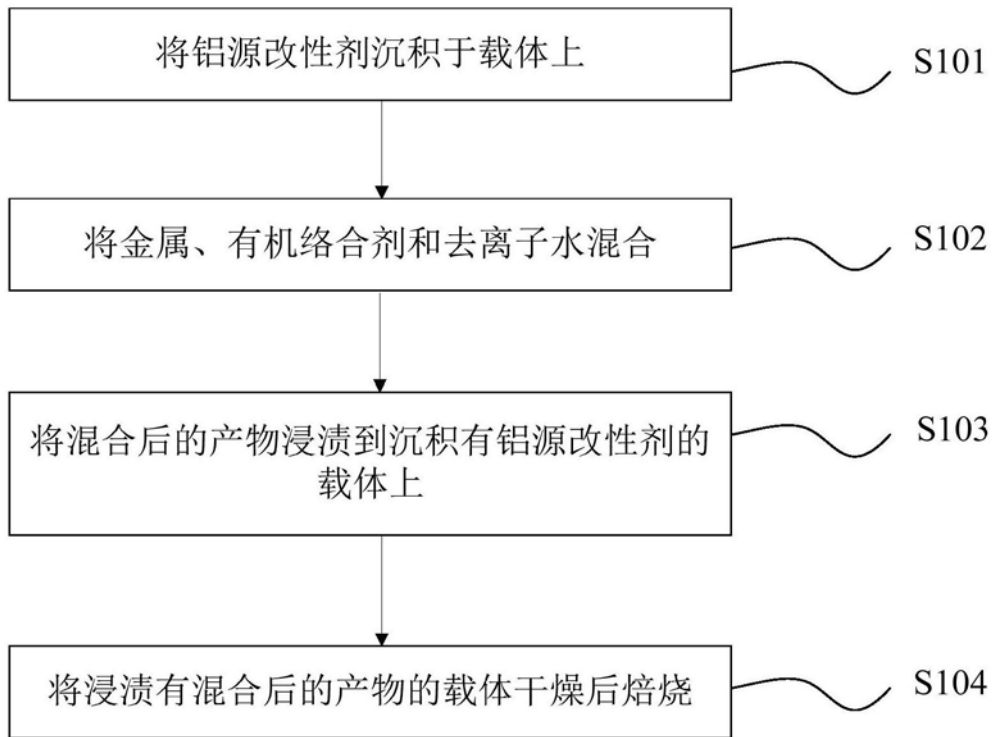 将铝源改性剂沉积于载体上
S101
将金属、有机络合剂和去离子水混合
S102
将混合后的产物浸渍到沉积有铝源改性剂的
载体上
S103
将浸渍有混合后的产物的载体干燥后焙烧
S104